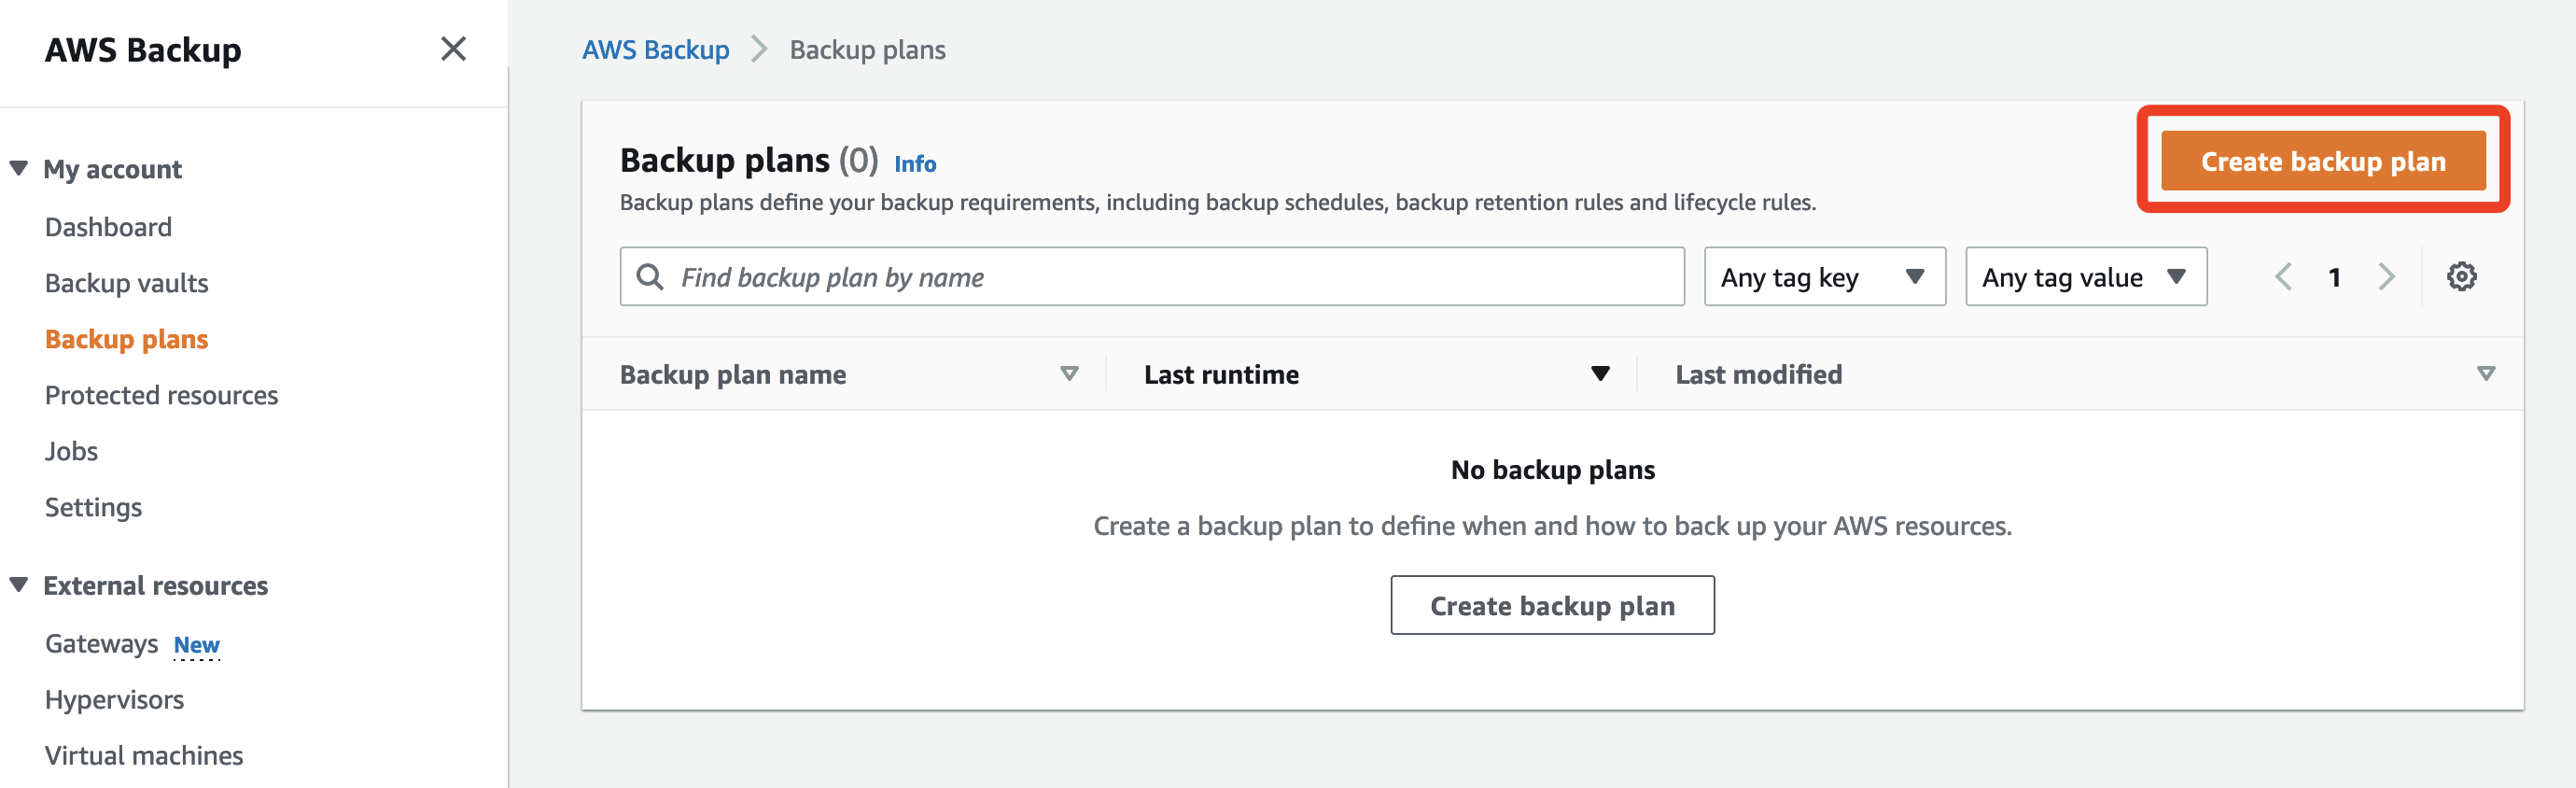 AWS Backup
My account
Dashboard
Backup vaults
Backup plans
Protected resources
Jobs
Settings
External resources
Gateways New
Hypervisors
Virtual machines
AWS Backup Backup plans
Backup plans (0) Info
Create backup plan
Backup plans define your backup requirements, including backup schedules, backup retention rules and lifecycle rules.
Find backup plan by name Any tag key Any tag value 1
Backup plan name Last runtime Last modified
No backup plans
Create a backup plan to define when and how to back up your AWS resources.
Create backup plan